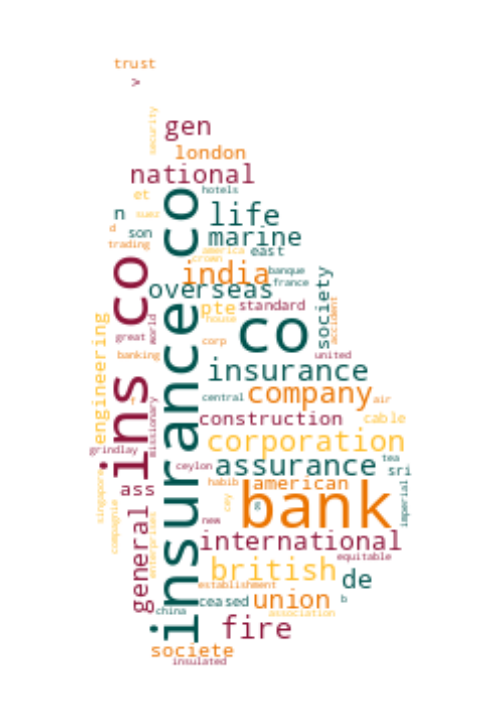 trust
>
security
gen
london
national
et
hotels
n
suez
life
d
son
marine
trading
america
east
crown
india
banque
overseas
france
insurance co
ins co
pte
standard
society
accident
house
co
great
world
corp
engineering
banking
united
insurance
f
central
company
air
missionary
construction
cable
corporation
grindlay
ceylon
assurance
tea
sri
singapore
habib
american
ass
cey
bank
imperial
compagnie
general
enterprises
new
international
equitable
british
de
establishment
ceased
union
b
china
association
fire
societe
insulated